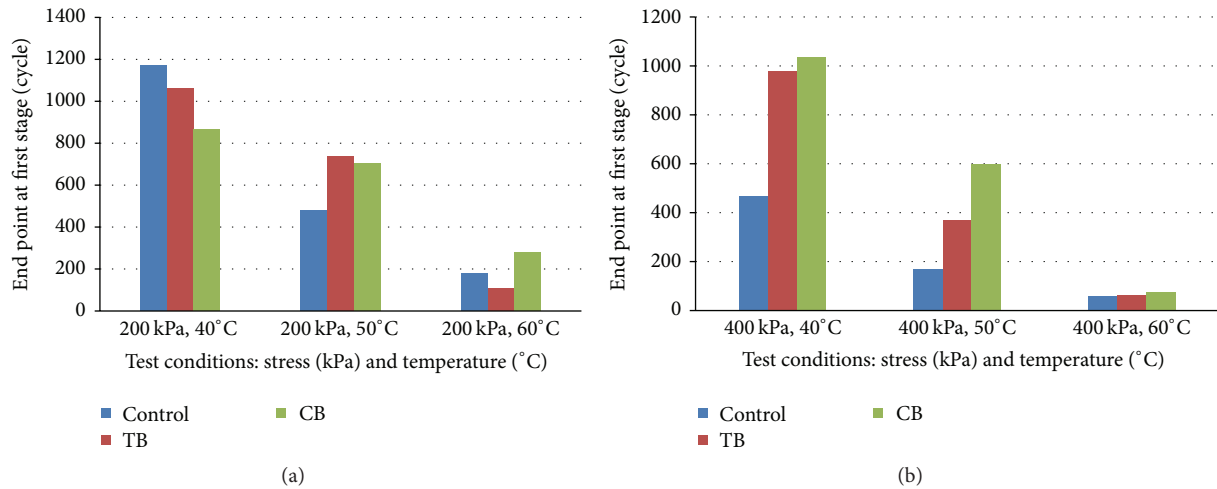 1400
1200
1000
800
600
400
200
0
End point at first stage (cycle)
200 kPa, 40°C
200 kPa, 50°C
200 kPa, 60°C
Test conditions: stress (kPa) and temperature (°C)
Control
TB
CB
(a)
1200
1000
800
600
400
200
0
End point at first stage (cycle)
400 kPa, 40°C
400 kPa, 50°C
400 kPa, 60°C
Test conditions: stress (kPa) and temperature (°C)
Control
TB
CB
(b)